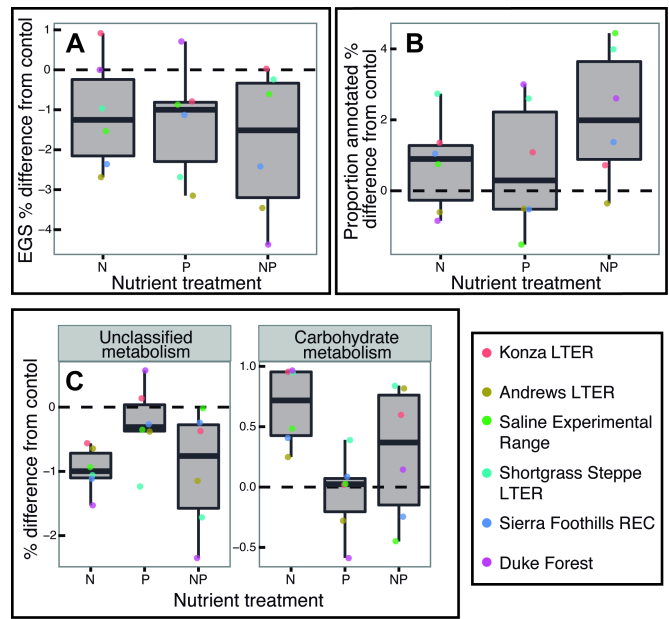 A
EGS % difference from contol
1
0
−1
−2
−3
−4
N
P
NP
Nutrient treatment
B
Proportion annotated %
difference from contol
4
2
0
N
P
NP
Nutrient treatment
C
Unclassified
metabolism
Carbohydrate
metabolism
% difference from contol
0
−1
−2
1.0
0.5
0.0
−0.5
N
P
NP
N
P
NP
Nutrient treatment
Konza LTER
Andrews LTER
Saline Experimental
Range
Shortgrass Steppe
LTER
Sierra Foothills REC
Duke Forest